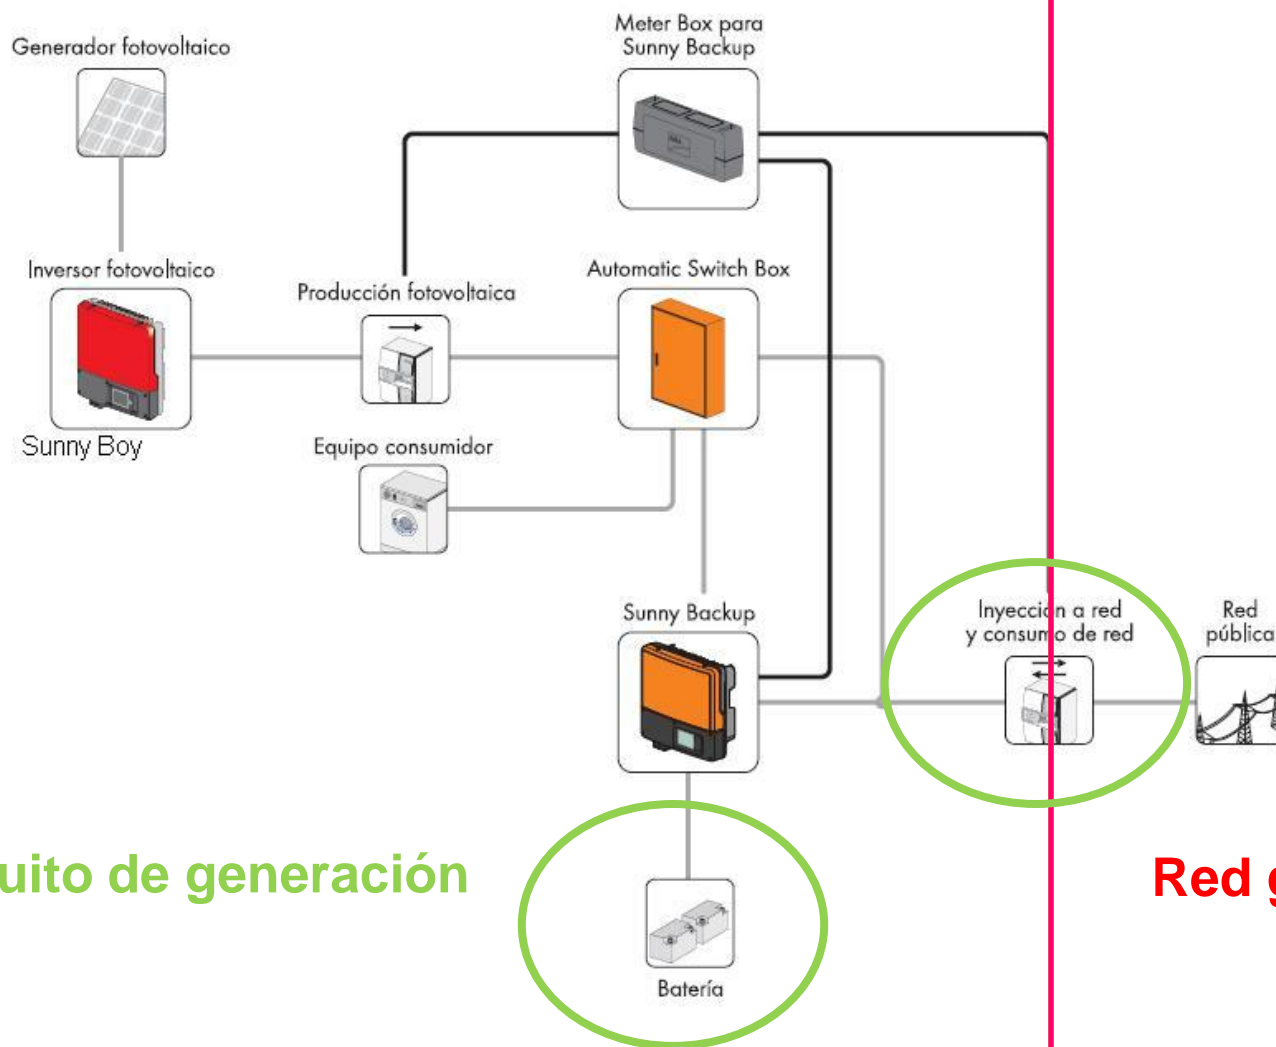 Meter Box para
Sunny Backup
Generador fotovoltaico
Inversor fotovoltaico
Automatic Switch Box
Producción fotovoltaica
Sunny Boy
Equipo consumidor
Sunny Backup
Inyección a red
y consumo de red
Red
pública
uito de generación
Red g
Batería